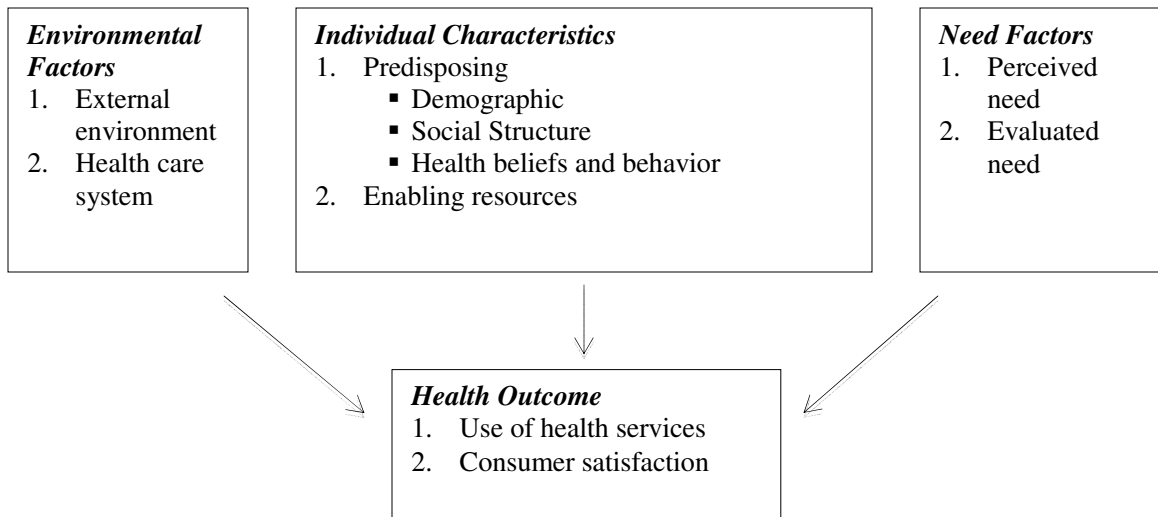 Environmental
Factors
1. External
environment
2. Health care
system
Individual Characteristics
1. Predisposing
▪ Demographic
▪ Social Structure
▪ Health beliefs and behavior
2. Enabling resources
Need Factors
1. Perceived
need
2. Evaluated
need
Health Outcome
1. Use of health services
2. Consumer satisfaction